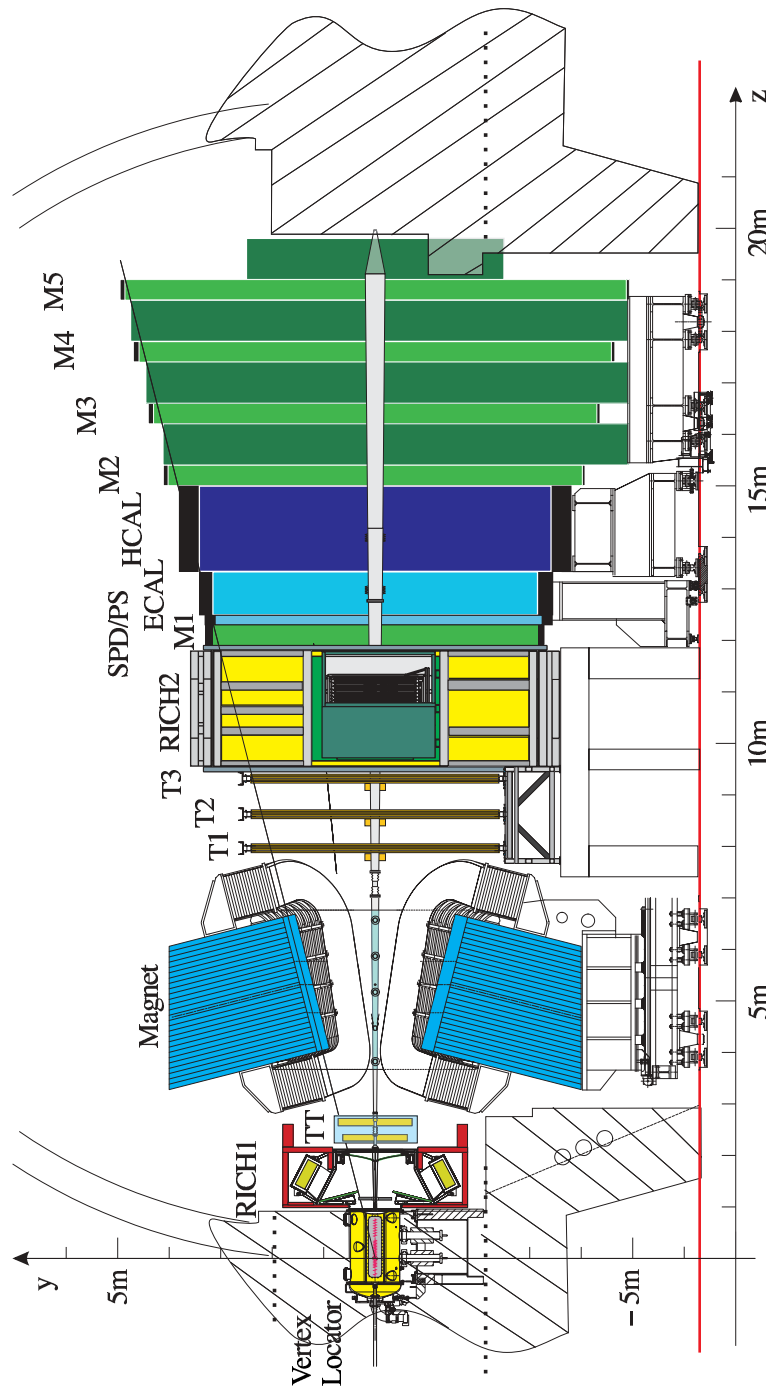 y
5m
− 5m
Vertex
Locator
RICH1
TT
Magnet
T1
T2
T3
RICH2
M1
SPD/PS
ECAL
HCAL
M2
M3
M4
M5
5m
10m
15m
20m
z